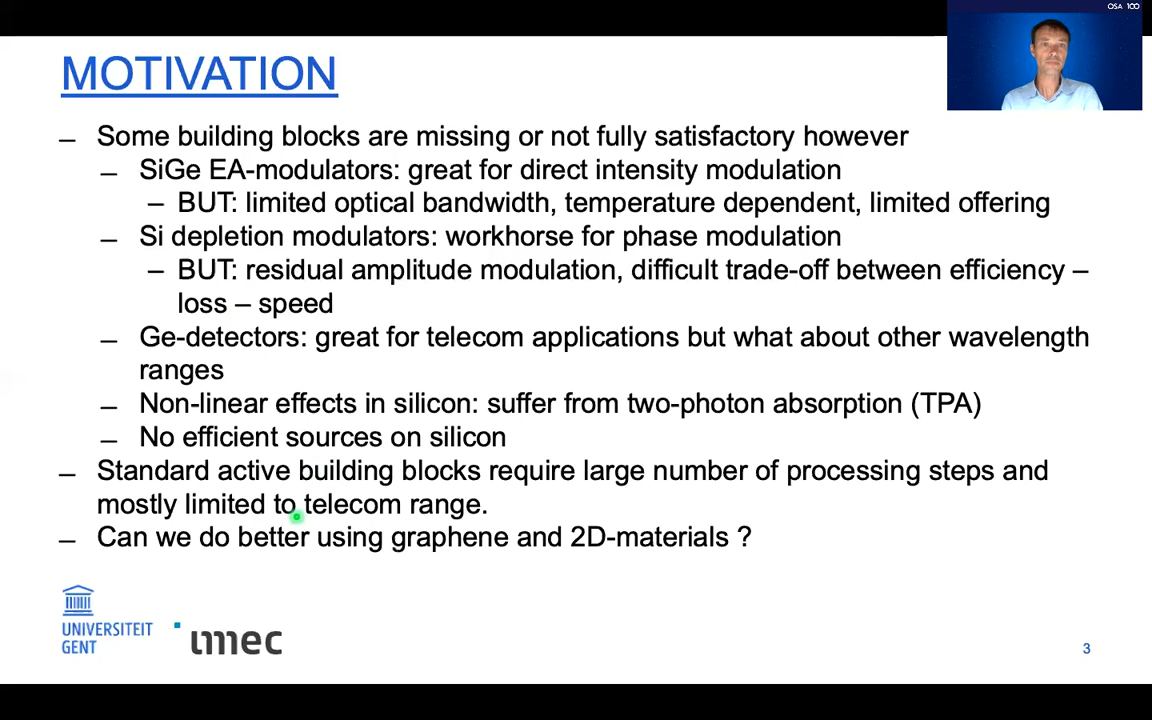 OSA 100
MOTIVATION
– Some building blocks are missing or not fully satisfactory however
– SiGe EA-modulators: great for direct intensity modulation
– BUT: limited optical bandwidth, temperature dependent, limited offering
– Si depletion modulators: workhorse for phase modulation
– BUT: residual amplitude modulation, difficult trade-off between efficiency –
loss – speed
– Ge-detectors: great for telecom applications but what about other wavelength
ranges
– Non-linear effects in silicon: suffer from two-photon absorption (TPA)
– No efficient sources on silicon
– Standard active building blocks require large number of processing steps and
mostly limited to telecom range.
– Can we do better using graphene and 2D-materials ?
UNIVERSITEIT
GENT
imec
3